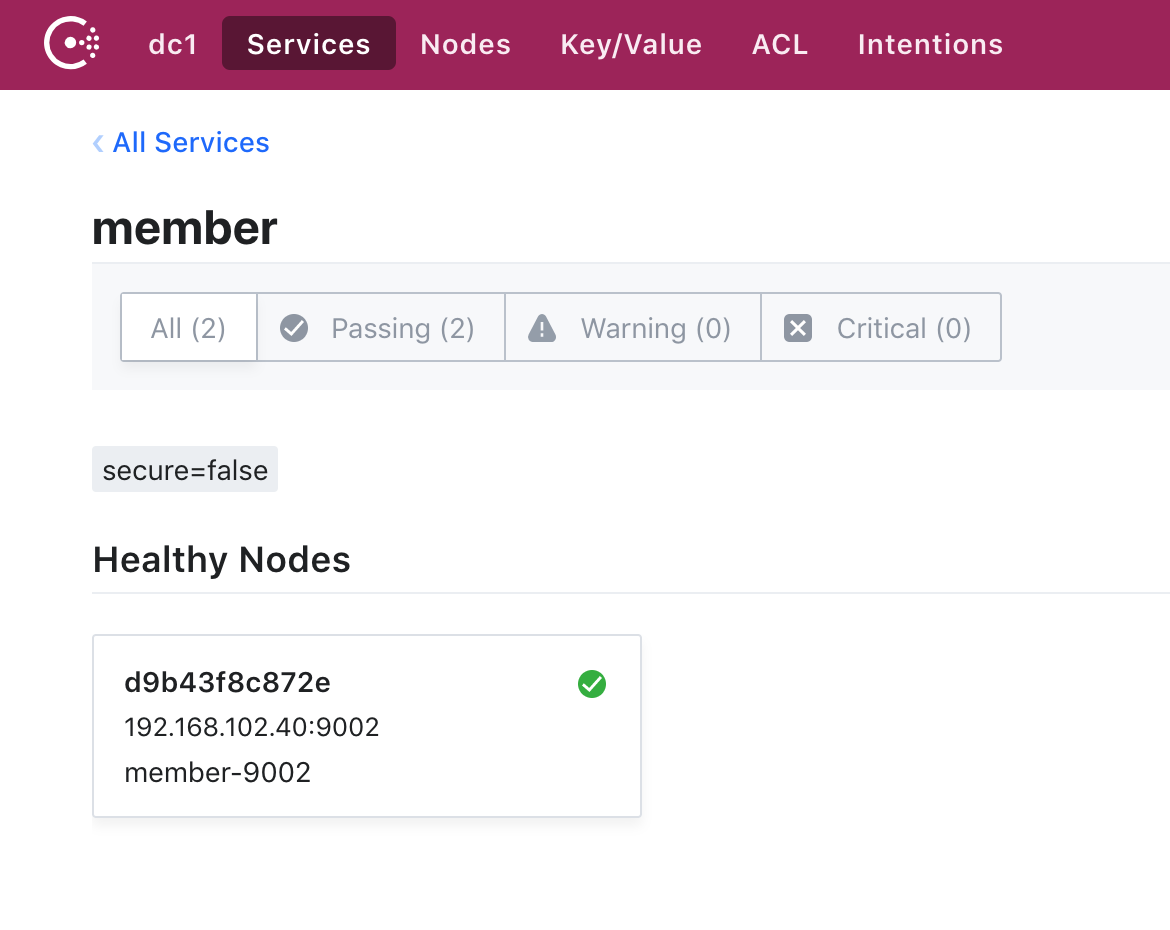 dc1 Services Nodes Key/Value ACL Intentions
All Services
member
All (2) Passing (2) Warning (0) Critical (0)
secure=false
Healthy Nodes
d9b43f8c872e
192.168.102.40:9002
member-9002